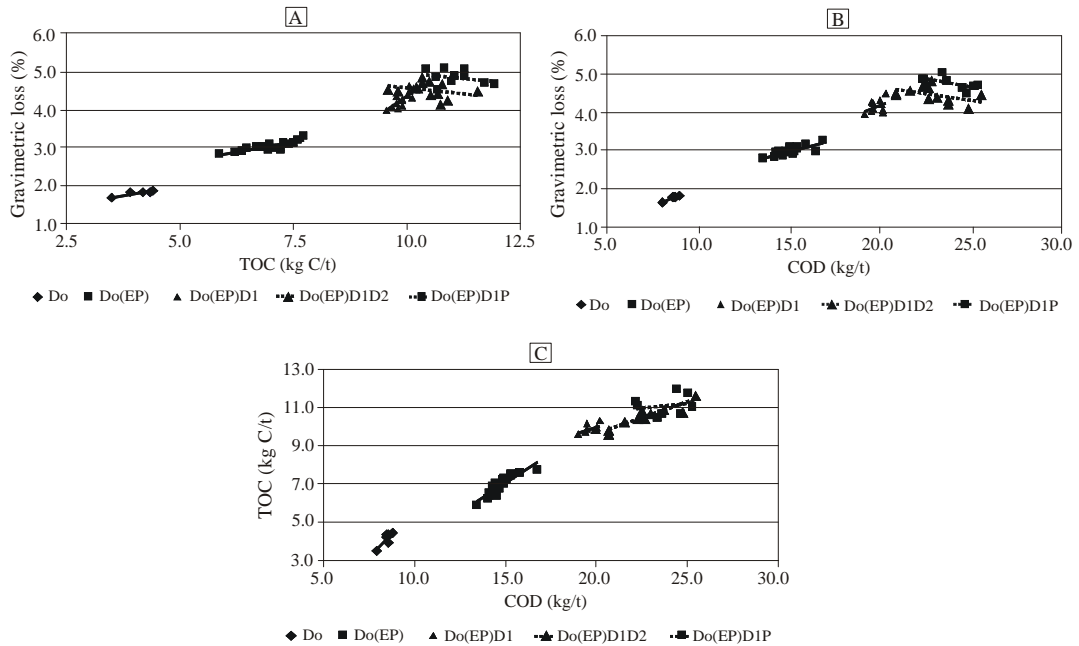 A
Gravimetric loss (%)
6.0
5.0
4.0
3.0
2.0
1.0
2.5 5.0 7.5 10.0 12.5
TOC (kg C/t)
Do Do(EP) Do(EP)D1 Do(EP)D1D2 Do(EP)D1P
B
Gravimetric loss (%)
6.0
5.0
4.0
3.0
2.0
1.0
5.0 10.0 15.0 20.0 25.0 30.0
COD (kg/t)
Do Do(EP) Do(EP)D1 Do(EP)D1D2 Do(EP)D1P
C
TOC (kg C/t)
13.0
11.0
9.0
7.0
5.0
3.0
5.0 10.0 15.0 20.0 25.0 30.0
COD (kg/t)
Do Do(EP) Do(EP)D1 Do(EP)D1D2 Do(EP)D1P